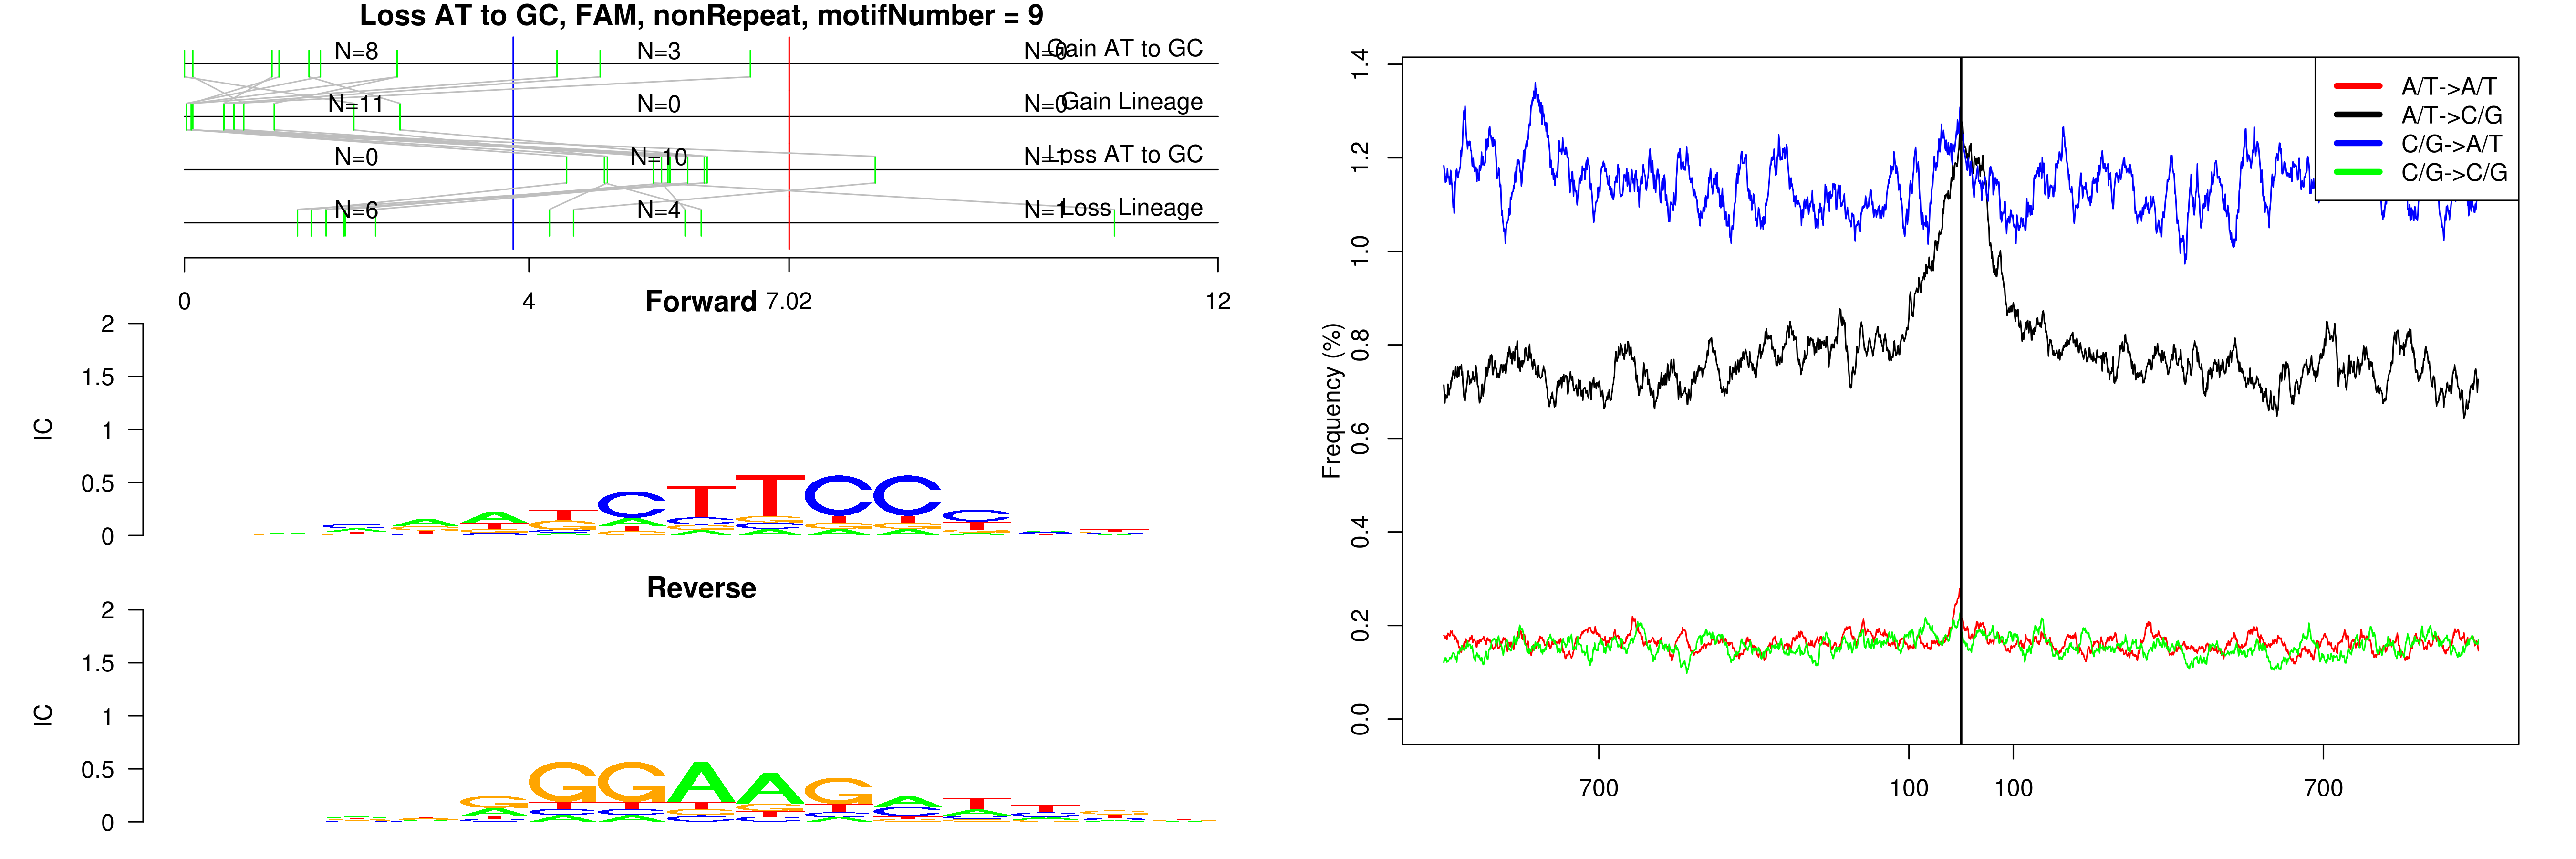 Loss AT to GC, FAM, nonRepeat, motifNumber = 9
N=8 N=3 N=0 Gain AT to GC
N=11 N=0 N=0 Gain Lineage
N=0 N=10 N=1 Loss AT to GC
N=6 N=4 N=1 Loss Lineage
0 4 7.02 12
Forward
2
1.5
1
0.5
0
IC
Reverse
2
1.5
1
0.5
0
IC
GGAAG
1.4
1.2
1.0
0.8
0.6
0.4
0.2
0.0
Frequency (%)
700 100 100 700
A/T->A/T
A/T->C/G
C/G->A/T
C/G->C/G